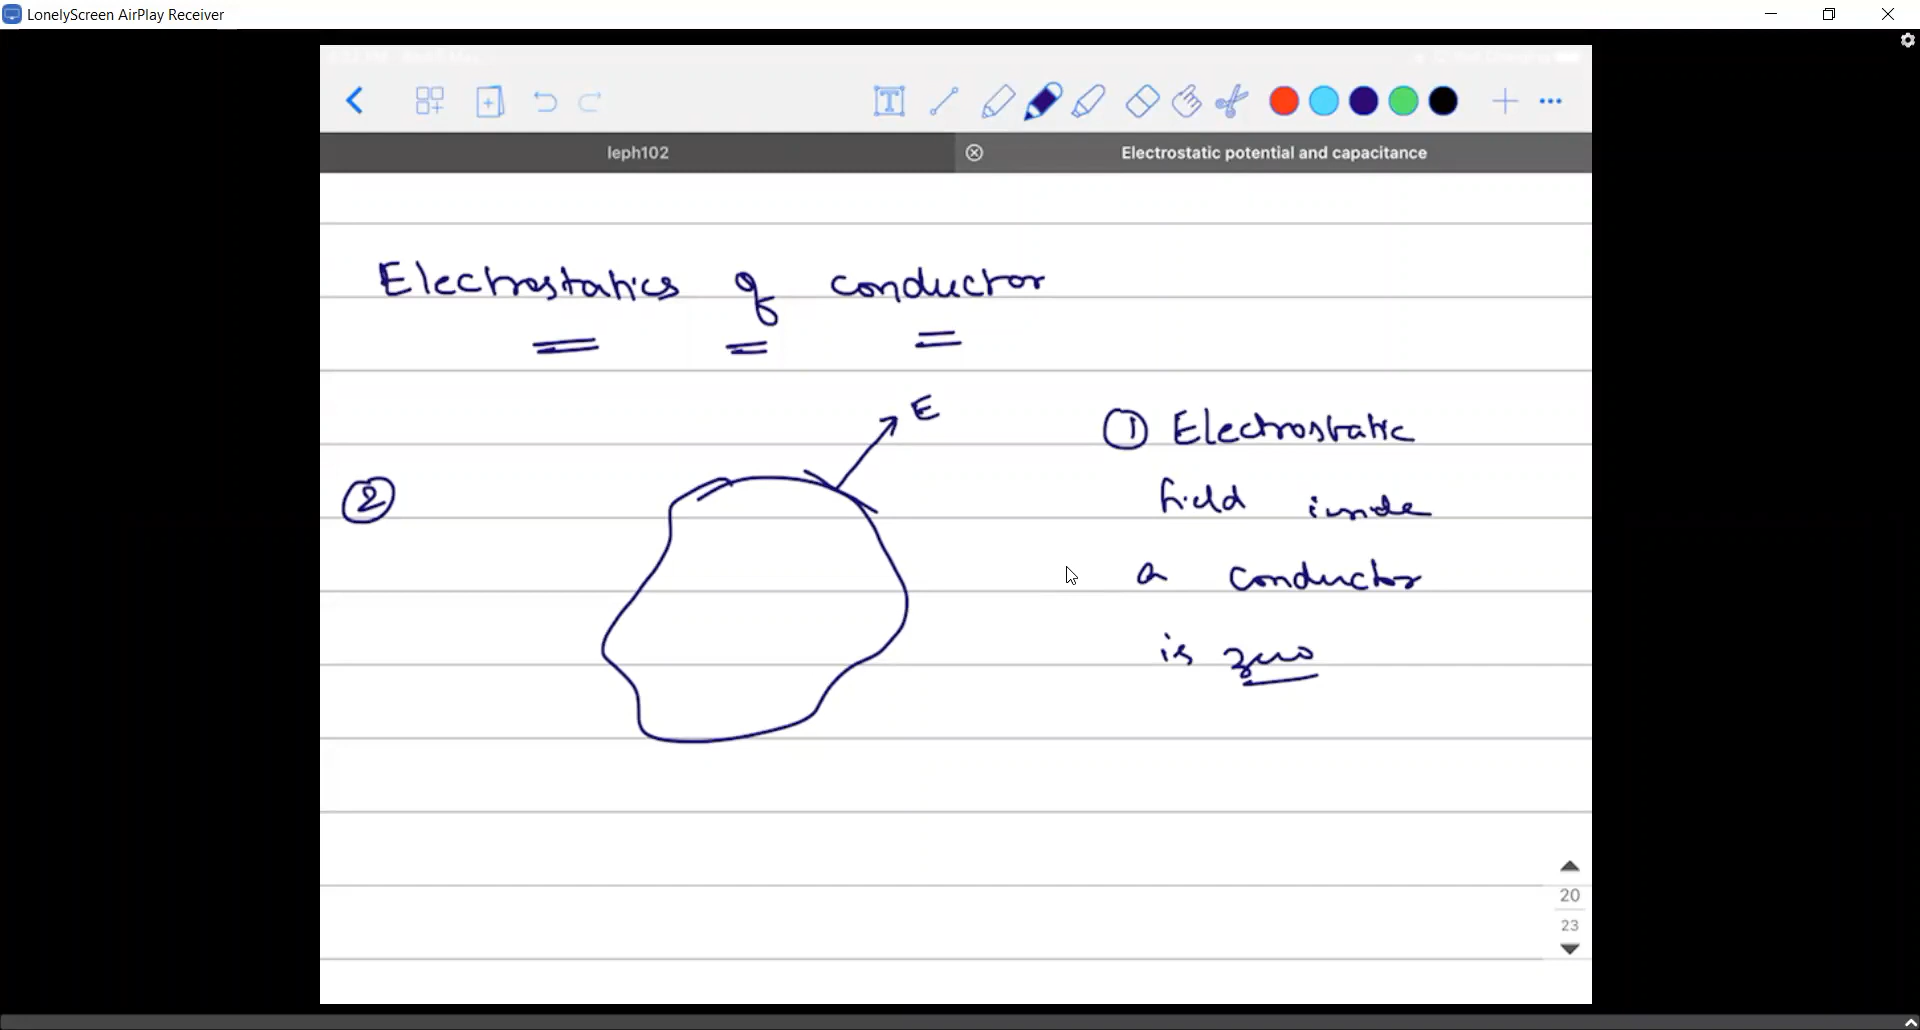 LonelyScreen AirPlay Receiver
leph102
Electrostatic potential and capacitance
Electrostatics of conductor
E
① Electrostatic
field inside
②
a conductor
is zero
20
23